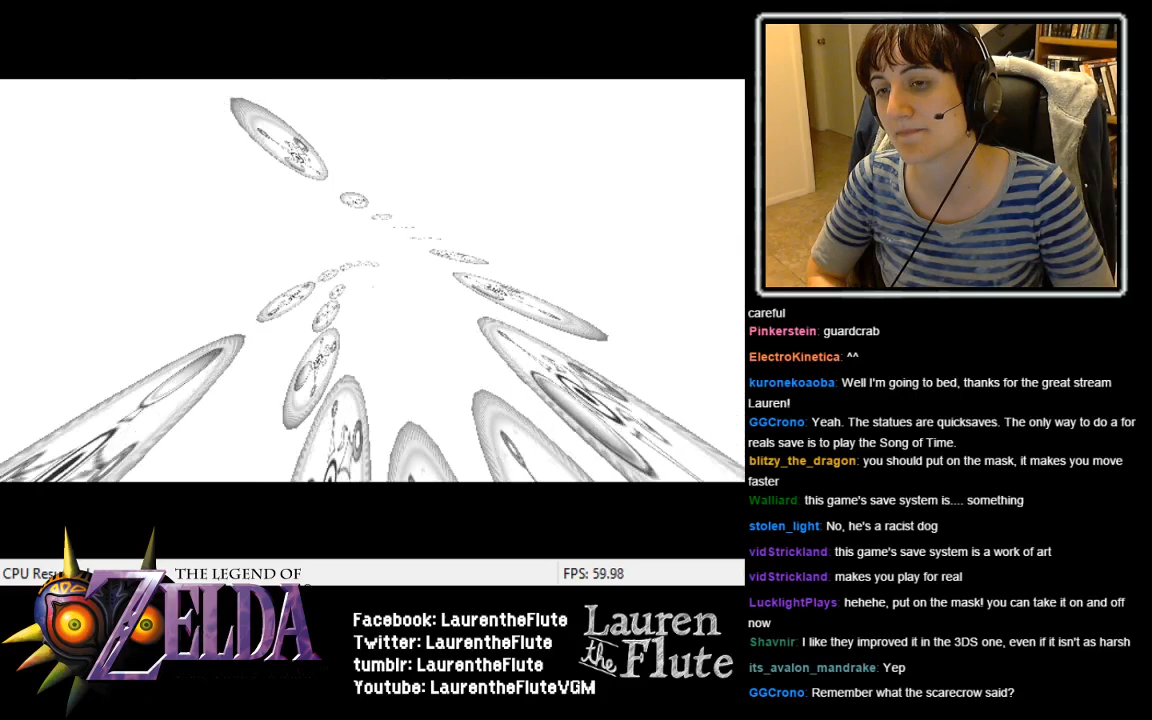 careful
Pinkerstein: guardcrab
ElectroKinetica: ^^
kuronekoaoba: Well I'm going to bed, thanks for the great stream
Lauren!
GGCrono: Yeah. The statues are quicksaves. The only way to do a for
reals save is to play the Song of Time.
blitzy_the_dragon: you should put on the mask, it makes you move
faster
Walliard: this game's save system is.... something
stolen_light: No, he's a racist dog
vidStrickland: this game's save system is a work of art
vidStrickland: makes you play for real
LucklightPlays: hehehe, put on the mask! you can take it on and off
now
Shavnir: I like they improved it in the 3DS one, even if it isn't as harsh
its_avalon_mandrake: Yep
GGCrono: Remember what the scarecrow said?
CPU
FPS: 59.98
THE LEGEND OF
ZELDA
Facebook: LaurentheFlute
Twitter: LaurentheFlute
tumblr: LaurentheFlute
Youtube: LaurentheFluteVGM
Lauren
the Flute